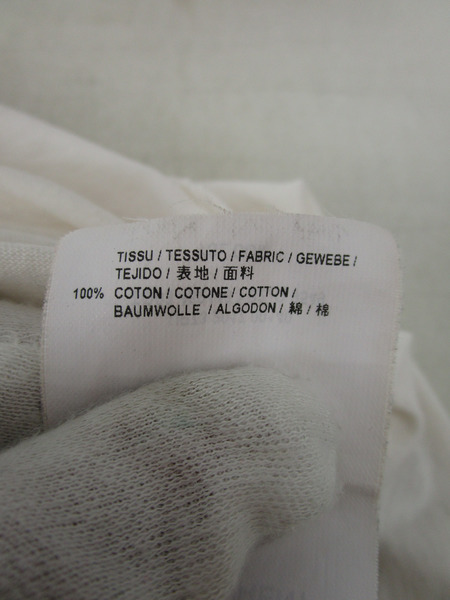 TISSU / TESSUTO / FABRIC / GEWEBE /
TEJIDO / 表地 / 面料
100% COTON / COTONE / COTTON /
BAUMWOLLE / ALGODON / 綿 / 棉